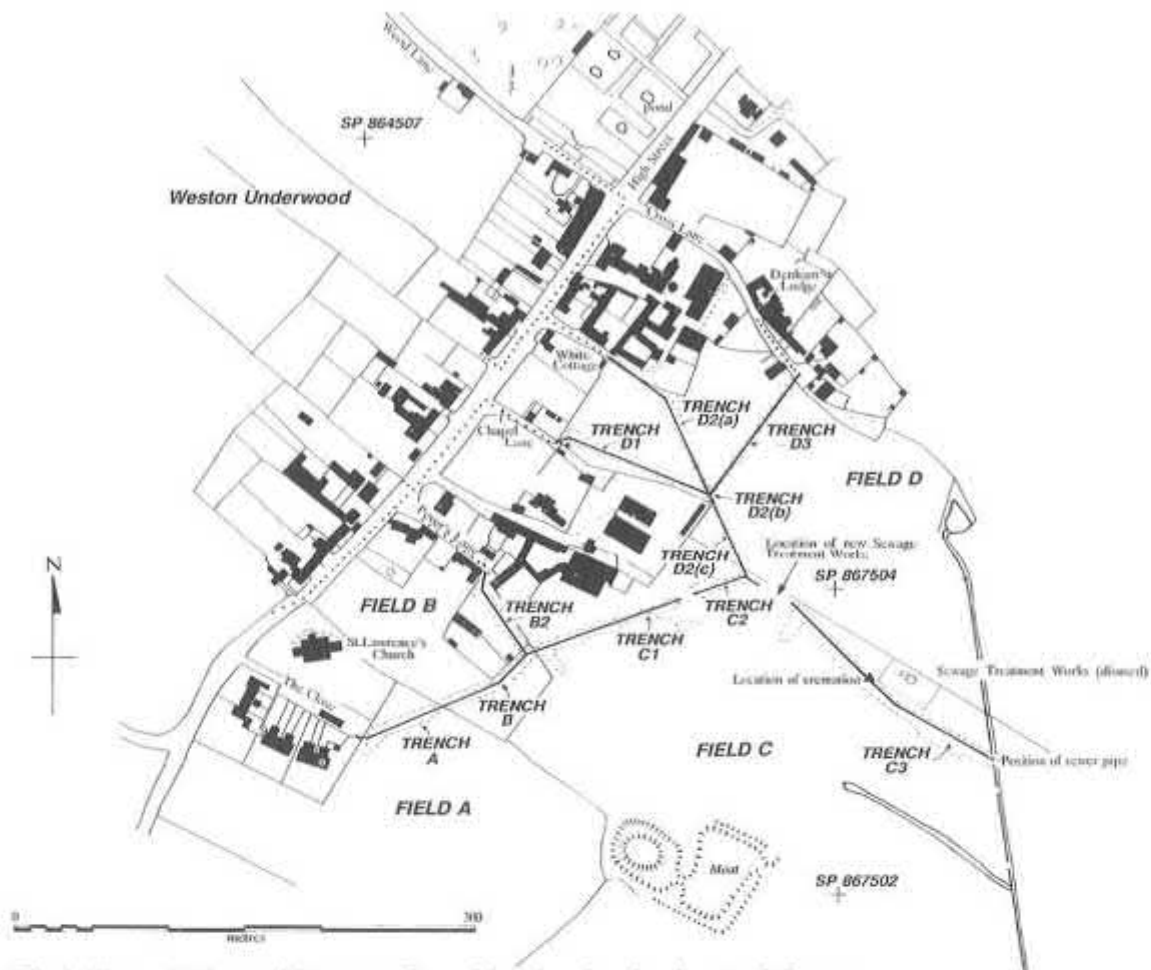 Wood Lane
SP 864507
pond
High Street
Weston Underwood
Cross Lane
Denham's
Lodge
White
Cottage
TRENCH
D2(a)
TRENCH
D1
TRENCH
D3
Chapel
Lane
FIELD D
TRENCH
D2(b)
Location of new Sewage
Treatment Works
TRENCH
D2(c)
SP 867504
TRENCH
C2
N
FIELD B
TRENCH
B2
TRENCH
C1
St.Lawrence's
Church
Sewage Treatment Works (disused)
Location of cremation
The Close
TRENCH
B
TRENCH
A
FIELD C
TRENCH
C3
Position of sewer pipe
FIELD A
Moat
SP 867502
0
300
metres